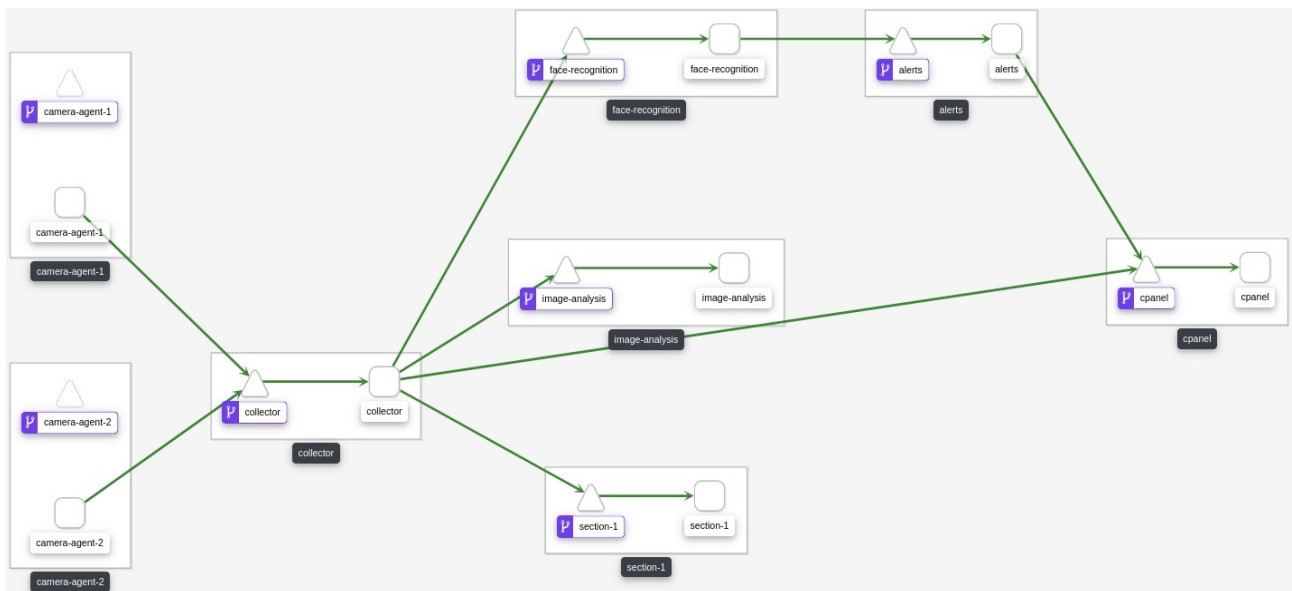 camera-agent-1
camera-agent-1
camera-agent-1
camera-agent-2
camera-agent-2
camera-agent-2
collector
collector
collector
face-recognition
face-recognition
face-recognition
alerts
alerts
alerts
image-analysis
image-analysis
image-analysis
cpanel
cpanel
cpanel
section-1
section-1
section-1